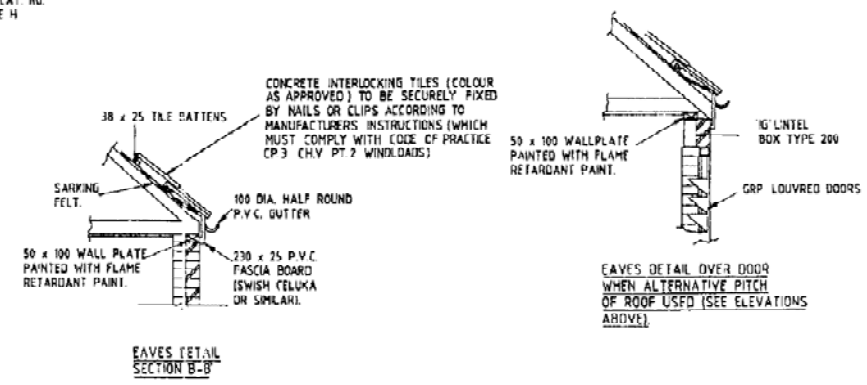 E H
CONCRETE INTERLOCKING TILES (COLOUR
AS APPROVED) TO BE SECURELY FIXED
BY NAILS OR CLIPS ACCORDING TO
MANUFACTURERS INSTRUCTIONS (WHICH
MUST COMPLY WITH CODE OF PRACTICE
CP 3 CH.V PT. 2 WINDLOADS)
38 x 25 TILE BATTENS
SARKING
FELT.
100 DIA. HALF ROUND
P.V.C. GUTTER
50 x 100 WALL PLATE
PAINTED WITH FLAME
RETARDANT PAINT.
230 x 25 P.V.C.
FASCIA BOARD
(SWISH CELUKA
OR SIMILAR).
EAVES DETAIL
SECTION B-B
50 x 100 WALLPLATE
PAINTED WITH FLAME
RETARDANT PAINT.
'IG' LINTEL
BOX TYPE 200
GRP LOUVRED DOORS
EAVES DETAIL OVER DOOR
WHEN ALTERNATIVE PITCH
OF ROOF USED (SEE ELEVATIONS
ABOVE).